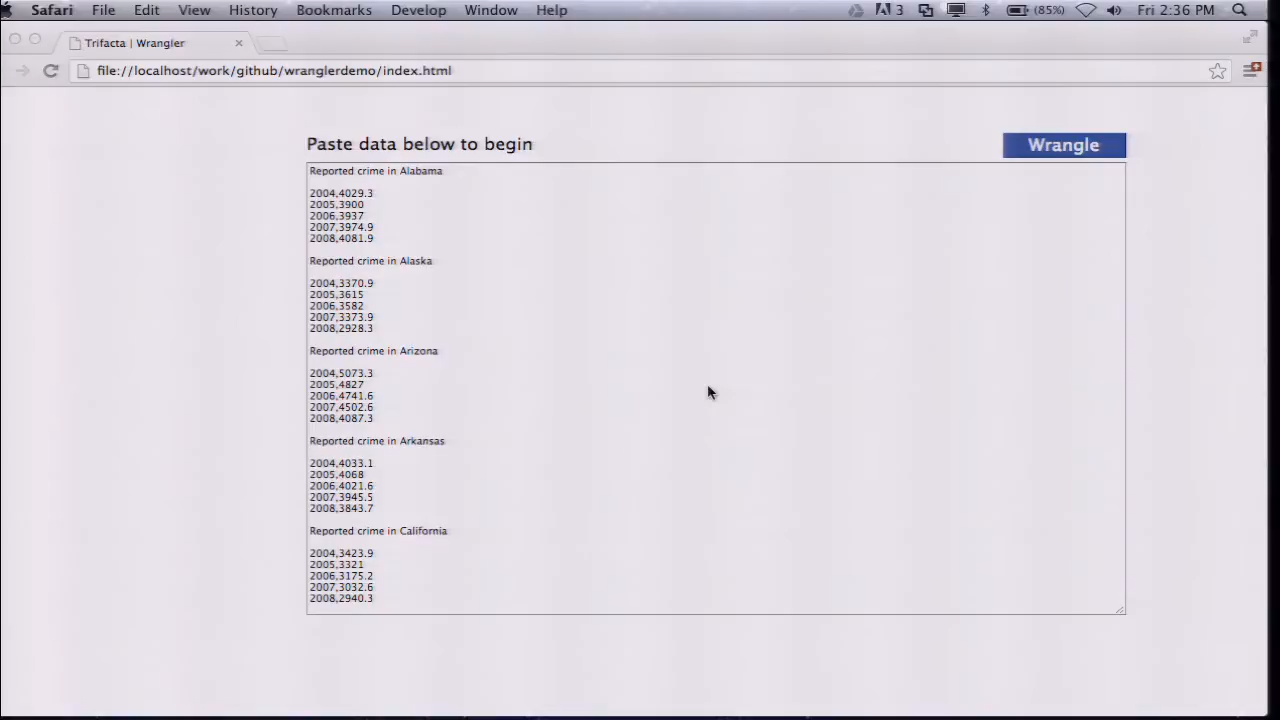 Safari File Edit View History Bookmarks Develop Window Help 3 (85%) Fri 2:36 PM
Trifacta | Wrangler
file://localhost/work/github/wranglerdemo/index.html
Paste data below to begin
Wrangle
Reported crime in Alabama
2004,4029.3
2005,3900
2006,3937
2007,3974.9
2008,4081.9
Reported crime in Alaska
2004,3370.9
2005,3615
2006,3582
2007,3373.9
2008,2928.3
Reported crime in Arizona
2004,5073.3
2005,4827
2006,4741.6
2007,4502.6
2008,4087.3
Reported crime in Arkansas
2004,4033.1
2005,4068
2006,4021.6
2007,3945.5
2008,3843.7
Reported crime in California
2004,3423.9
2005,3321
2006,3175.2
2007,3032.6
2008,2940.3